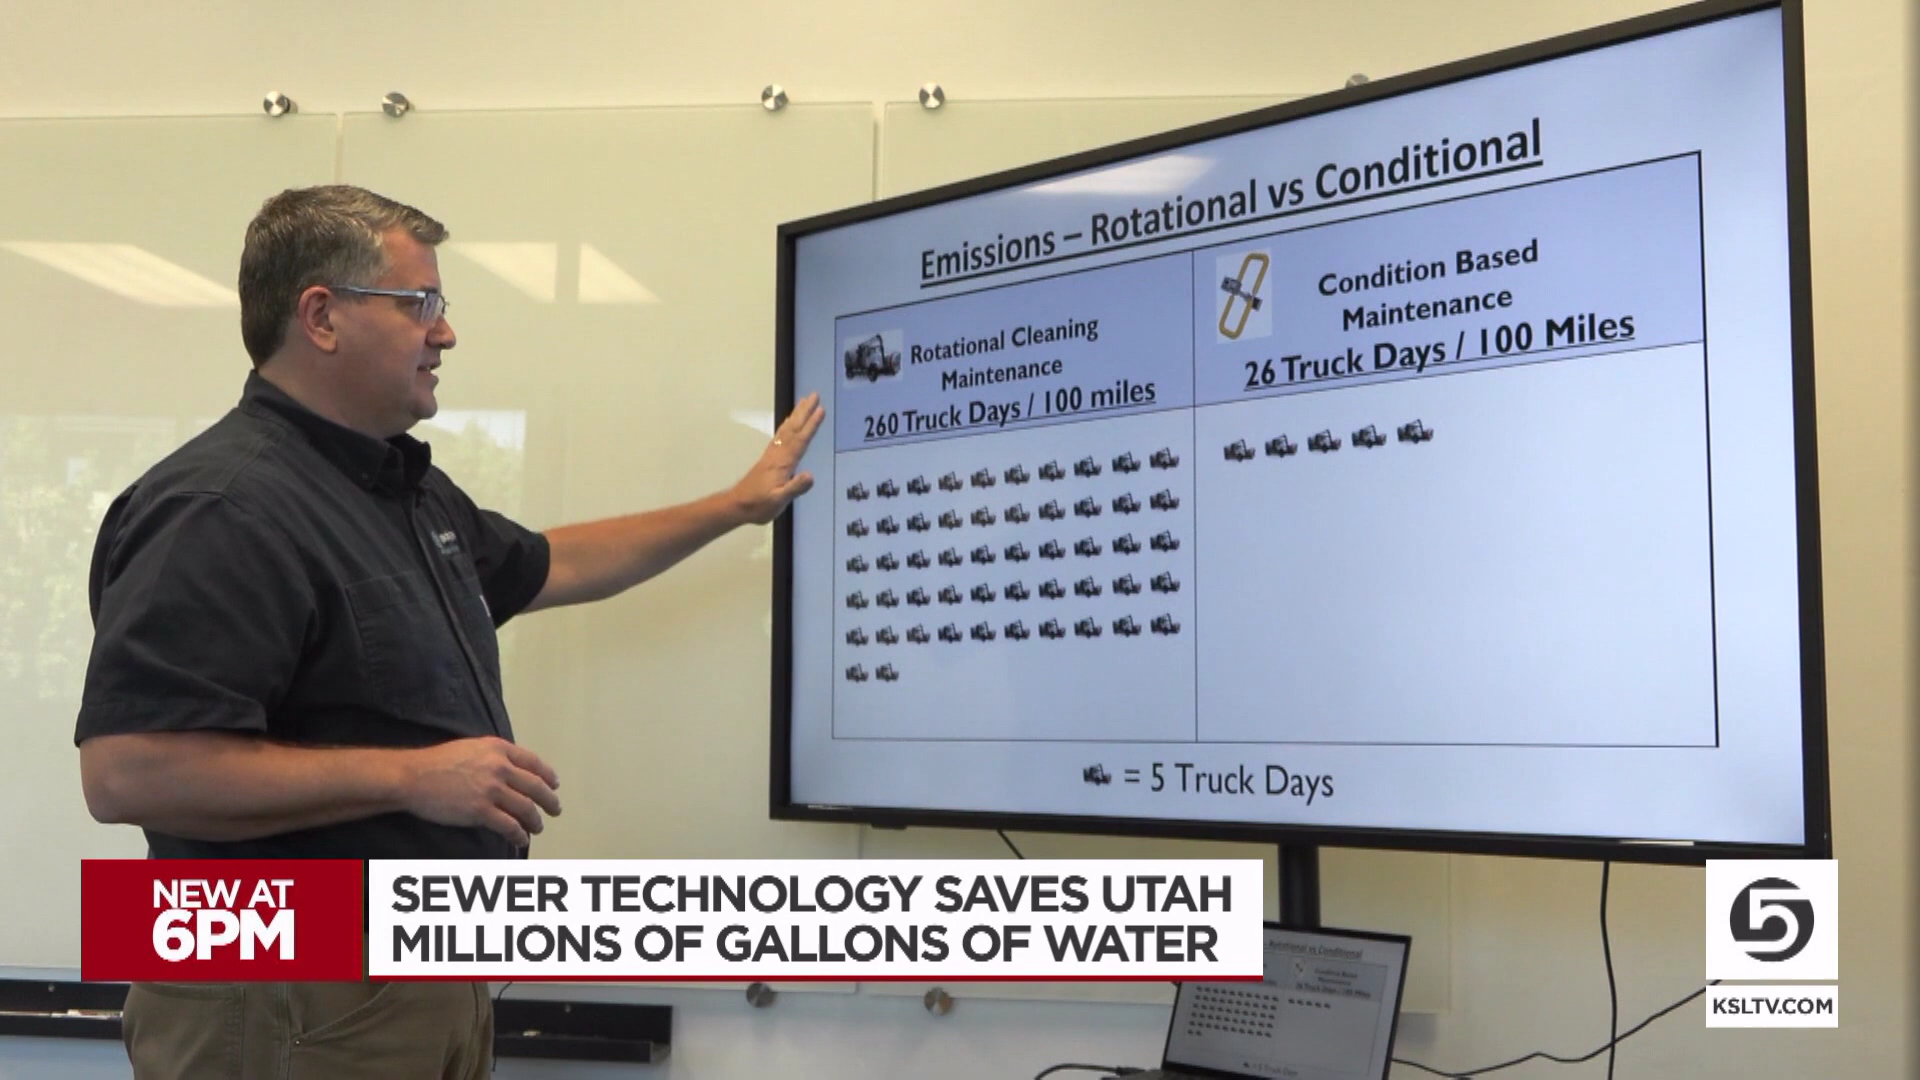 Emissions – Rotational vs Conditional
Rotational Cleaning
Maintenance
260 Truck Days / 100 miles
Condition Based
Maintenance
26 Truck Days / 100 Miles
= 5 Truck Days
NEW AT
6PM
SEWER TECHNOLOGY SAVES UTAH
MILLIONS OF GALLONS OF WATER
5
KSLTV.COM